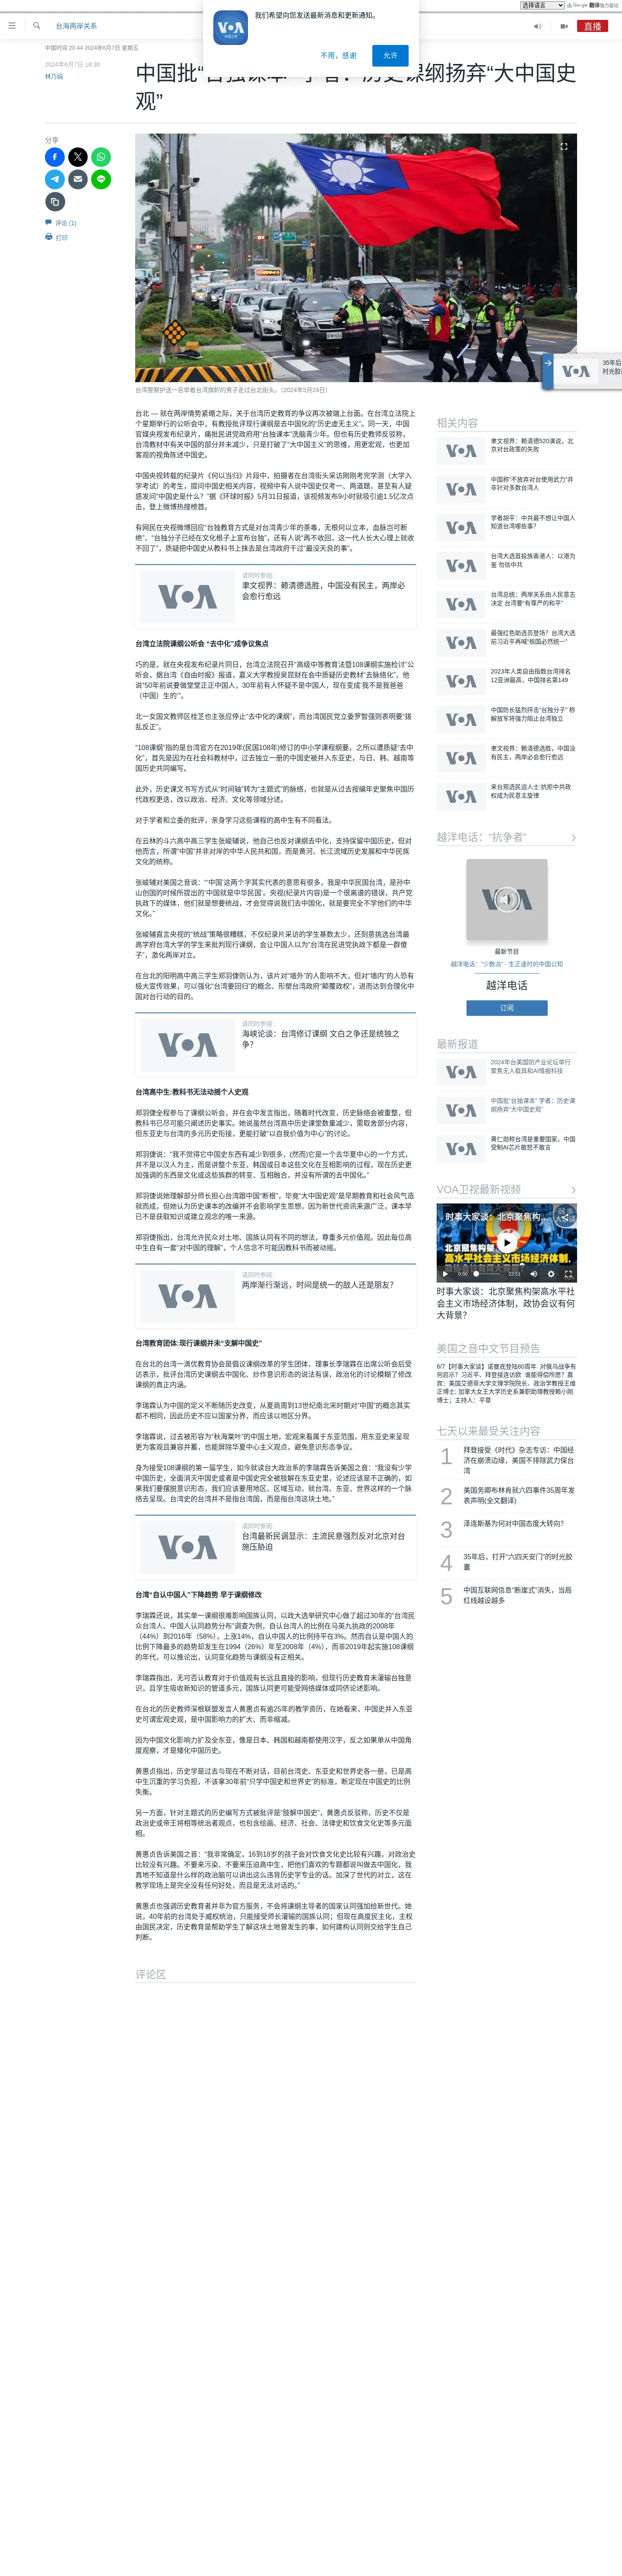 选择语言 由 Google 翻译强力驱动
我们希望向您发送最新消息和更新通知。
不用，感谢
允许
台海两岸关系
直播
中国时间 20:44 2024年6月7日 星期五
2024年6月7日 18:38
林乃绢
观”
分享
评论 (1)
打印
台湾警察护送一名举着台湾旗帜的男子走过台北街头。(2024年5月24日)
35年后
时光胶
台北 — 就在两岸情势紧绷之际，关于台湾历史教育的争议再次被端上台面。在台湾立法院上
个星期举行的公听会中，有教授批评现行课纲是去中国化的“历史虚无主义”。同一天，中国
官媒央视发布纪录片，痛批民进党政府用“台独课本”洗脑青少年。但也有历史教师反驳称，
台湾教材中有关中国的部分并未减少，只是打破了“大中国主义”的思维，用更宏观，也更加
客观的视角陈述中国史。
中国央视转载的纪录片《何以当归》片段中，拍摄者在台湾街头采访刚刚考完学测（大学入
学考试）的考生，提问中国史相关内容，视频中有人说中国史仅考一、两道题，甚至有人疑
惑发问“中国史是什么？”据《环球时报》5月31日报道，该视频发布9小时就吸引逾1.5亿次点
击，登上微博热搜榜首。
有网民在央视微博回应“台独教育方式是对台湾青少年的荼毒，无根何以立本，血脉岂可断
绝”、“台独分子已经在文化根子上宣布台独”，还有人说“再不收回，这一代人长大心理上就收
不回了”，质疑把中国史从教科书上抹去是台湾政府干过“最没天良的事”。
请同时参阅：
聿文视界：赖清德选胜，中国没有民主，两岸必
会愈行愈远
台湾立法院课纲公听会 “去中化”成争议焦点
巧的是，就在央视发布纪录片同日，台湾立法院召开“高级中等教育法暨108课纲实施检讨”公
听会，据台湾《自由时报》报道，嘉义大学教授吴昆财在会中质疑历史教材“去脉络化”，他
说“50年前说要做堂堂正正中国人，30年前有人怀疑不是中国人，现在变成‘我不是我爸爸
（中国）生的’”。
北一女国文教师区桂芝也主张应停止“去中化的课纲”，而台湾国民党立委罗智强则表明要“拨
乱反正”。
“108课纲”指的是台湾官方在2019年(民国108年)修订的中小学课程纲要，之所以遭质疑“去中
化”，首先是因为在社会科教材中，过去独立一册的中国史被并入东亚史，与日、韩、越南等
国历史共同编写。
此外，历史课文书写方式从“时间轴”转为“主题式”的脉络，也就是从过去按编年史聚焦中国历
代政权更迭，改以政治、经济、文化等领域分述。
对于学者和立委的批评，亲身学习这些课程的高中生有不同看法。
在云林的斗六高中高三学生张峻辅说，他自己也反对课纲去中化，支持保留中国历史，但对
他而言，所谓“中国”并非对岸的中华人民共和国，而是黄河、长江流域历史发展和中华民族
文化的统称。
张峻辅对美国之音说：“‘中国’这两个字其实代表的意思有很多，我是中华民国台湾，是孙中
山创国的时候所提出的‘中国就是中华民国’。央视(纪录片内容)是一个很离谱的错误，共产党
执政下的媒体，他们就是想要统战，才会觉得说我们去中国化，就是要完全不学他们的中华
文化。”
张峻辅直言央视的“统战”策略很糟糕，不仅纪录片采访的学生基数太少，还刻意挑选台湾最
高学府台湾大学的学生来批判现行课纲，会让中国人以为“台湾在民进党执政下都是一群傻
子”，激化两岸对立。
在台北的阳明高中高三学生郑羽倢则认为，该片对“墙外”的人影响不大，但对“墙内”的人恐有
极大宣传效果，可以强化“台湾要回归”的概念、形塑台湾政府“颠覆政权”，进而达到合理化中
国对台行动的目的。
请同时参阅：
海峡论谈：台湾修订课纲 文白之争还是统独之
争?
台湾高中生:教科书无法动摇个人史观
郑羽倢全程参与了课纲公听会，并在会中发言指出，随着时代改变，历史脉络会被重整，但
教科书已尽可能只阐述历史事实。她说虽然台湾高中历史课堂数量减少，需取舍部分内容，
但东亚史与台湾的多元历史衔接，更能打破“以自我价值为中心”的讨论。
郑羽倢说：“我不觉得它中国史东西有减少到很多，(然而)它是一个去华夏中心的一个方式，
并不是以汉人为主，而是讲整个东亚，韩国或日本这些文化在互相影响的过程，现在历史更
加强调的东西是文化或这些族群的转变、互相融合，并没有所谓的去中国化。”
郑羽倢说她理解部分师长担心台湾跟中国“断根”，毕竟“大中国史观”是早期教育和社会风气造
就而成，但她认为历史课本的改编并不会影响学生思想，因为新世代资讯来源广泛，课本早
已不是获取知识或建立观念的唯一来源。
郑羽倢指出，台湾允许民众对土地、国族认同有不同的想法，尊重多元价值观。因此每位高
中生自有一套“对中国的理解”，个人信念不可能因教科书而被动摇。
请同时参阅：
两岸渐行渐远，时间是统一的敌人还是朋友?
台湾教育团体:现行课纲并未“支解中国史”
在台北的台湾一滴优教育协会是倡议课纲改革的学生团体，理事长李瑞霖在出席公听会后受
访表示，批评台湾历史课纲去中国化、炒作意识形态的说法有误，政治化的讨论模糊了修改
课纲的真正内涵。
李瑞霖认为中国的定义不断随历史改变，从夏商周到13世纪南北宋时期对“中国”的概念其实
都不相同，因此历史不应以国家分界，而应该以地区分界。
李瑞霖说，过去被形容为“秋海棠叶”的中国土地，宏观来看属于东亚范围，用东亚史来呈现
更为客观且兼容并蓄，也能屏除华夏中心主义观点，避免意识形态争议。
身为接受108课纲的第一届学生，如今就读台大政治系的李瑞霖告诉美国之音：“我没有少学
中国历史，全面消灭中国史或者是中国史完全被肢解在东亚史里，论述应该是不正确的，如
果我们要摆脱意识形态，我们应该要用地区、区域互动，就台湾、东亚、世界这样的一个脉
络去呈现。台湾史的台湾并不是指台湾国，而是指台湾这块土地。”
请同时参阅：
台湾最新民调显示：主流民意强烈反对北京对台
施压胁迫
台湾“自认中国人”下降趋势 早于课纲修改
李瑞霖还说，其实单一课纲很难影响国族认同，以政大选举研究中心做了超过30年的“台湾民
众台湾人、中国人认同趋势分布”调查为例，自认台湾人的比例在马英九执政的2008年
（44%）到2016年（58%），上涨14%，自认中国人的比例持平在3%。然而自认是中国人的
比例下降最多的趋势却发生在1994（26%）年至2008年（4%），而非2019年起实施108课纲
的年代，可以推论出，认同变化趋势与课纲没有正相关。
李瑞霖指出，无可否认教育对于价值观有长远且直接的影响，但现行历史教育未灌输台独意
识，且学生吸收新知识的管道多元，国族认同更可能受网络媒体或同侪论述影响。
在台北的历史教师深根联盟发言人黄惠贞有逾25年的教学资历，在她看来，中国史并入东亚
史可谓宏观史观，是中国影响力的扩大、而非缩减。
因为中国文化影响力扩及全东亚，像是日本、韩国和越南都使用汉字，反之如果单从中国角
度观察，才是矮化中国历史。
黄惠贞指出，历史学是过去与现在不断对话，目前台湾史、东亚史和世界史各一册，已是高
中生沉重的学习负担，不该拿30年前“只学中国史和世界史”的标准，断定现在中国史的比例
失衡。
另一方面，针对主题式的历史编写方式被批评是“肢解中国史”，黄惠贞反驳称，历史不仅是
政治史或帝王将相等统治者观点，也包含绘画、经济、社会、法律史和饮食文化史等多元面
相。
黄惠贞告诉美国之音：“我非常确定，16到18岁的孩子会对饮食文化史比较有兴趣，对政治史
比较没有兴趣。不要来污染、不要来压迫高中生，把他们喜欢的专题都说叫做去中国化，我
真地不知道是什么样的政治脑可以讲出这么违背历史学专业的话。加深了世代的对立，这在
教学现场上是完全没有任何好处，而且是无法对话的。”
黄惠贞也强调历史教育者并非为官方服务，不会将课纲主导者的国家认同强加给新世代。她
说，40年前的台湾处于威权统治，只能接受师长灌输的国族认同；但现在高度民主化，主权
由国民决定，历史教育是帮助学生了解这块土地曾发生的事，如何建构认同则交给学生自己
判断。
评论区
相关内容
聿文视界：赖清德520演说，北
京对台政策的失败
中国称“不放弃对台使用武力”并
非针对多数台湾人
学者胡平：中共最不想让中国人
知道台湾哪些事?
台湾大选首投族香港人：以港为
鉴 勿信中共
台湾总统：两岸关系由人民意志
决定 台湾要“有尊严的和平”
最强红色助选员登场？台湾大选
前习近平再喊“祖国必然统一”
2023年人类自由指数台湾排名
12亚洲最高，中国排名第149
中国防长猛烈抨击“台独分子” 称
解放军将强力阻止台湾独立
聿文视界：赖清德选胜，中国没
有民主，两岸必会愈行愈远
来台观选民运人士:抗拒中共政
权成为民意主旋律
越洋电话：“抗争者”
最新节目
越洋电话：“少数派” - 生正逢时的中国公知
越洋电话
订阅
最新报道
2024年台美国防产业论坛举行
聚焦无人载具和AI情报科技
中国批“台独课本” 学者：历史课
纲扬弃“大中国史观”
黄仁勋称台湾是重要国家，中国
受制AI芯片敢怒不敢言
VOA卫视最新视频
时事大家谈：北京聚焦构...
北京聚焦构架
高水平社会主义市场经济体制，
0:00 23:51
时事大家谈：北京聚焦构架高水平社
会主义市场经济体制，政协会议有何
大背景?
美国之音中文节目预告
6/7【时事大家谈】诺曼底登陆80周年 对俄乌战争有
何启示？习近平、拜登接连访欧 谁能得偿所愿？嘉
宾：美国艾德菲大学文理学院院长、政治学教授王维
正博士; 加拿大女王大学历史系兼职助理教授赖小刚
博士；主持人：平章
七天以来最受关注内容
1 拜登接受《时代》杂志专访：中国经
济在崩溃边缘，美国不排除武力保台
湾
2 美国务卿布林肯就六四事件35周年发
表声明(全文翻译)
3 泽连斯基为何对中国态度大转向?
4 35年后，打开“六四天安门”的时光胶
囊
5 中国互联网信息“断崖式”消失，当局
红线越设越多